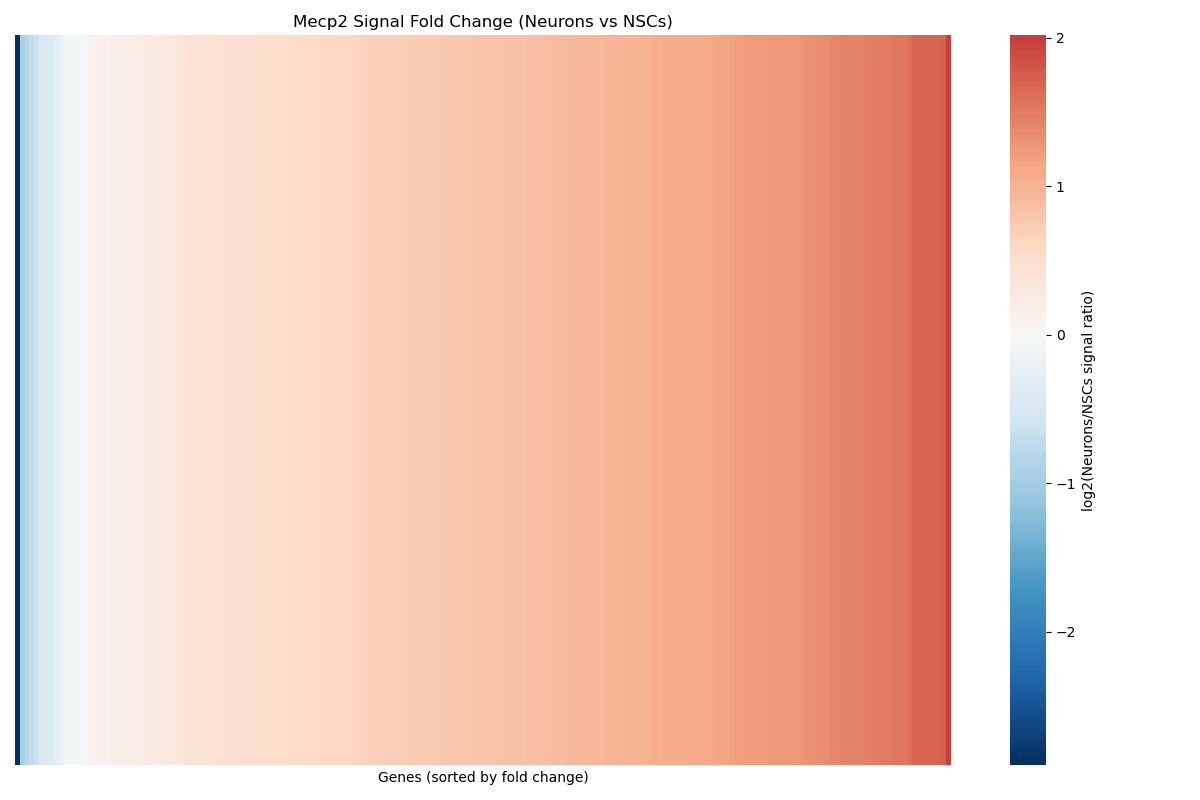 Mecp2 Signal Fold Change (Neurons vs NSCs)
2
1
0
−1
−2
log2(Neurons/NSCs signal ratio)
Genes (sorted by fold change)